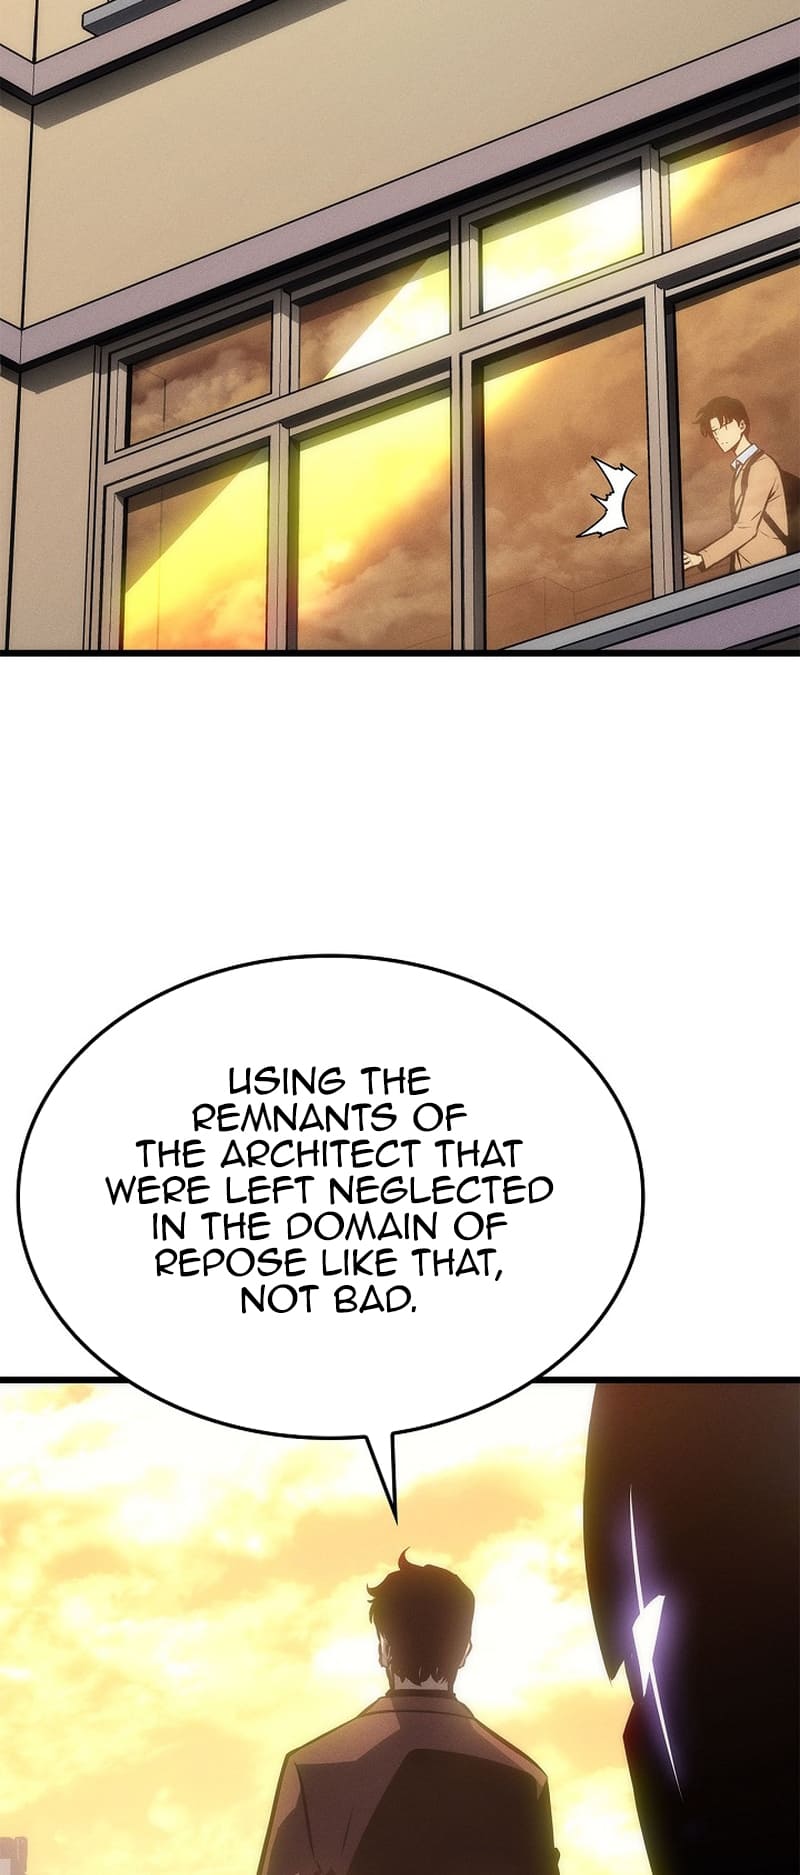 USING THE
REMNANTS OF
THE ARCHITECT THAT
WERE LEFT NEGLECTED
IN THE DOMAIN OF
REPOSE LIKE THAT,
NOT BAD.